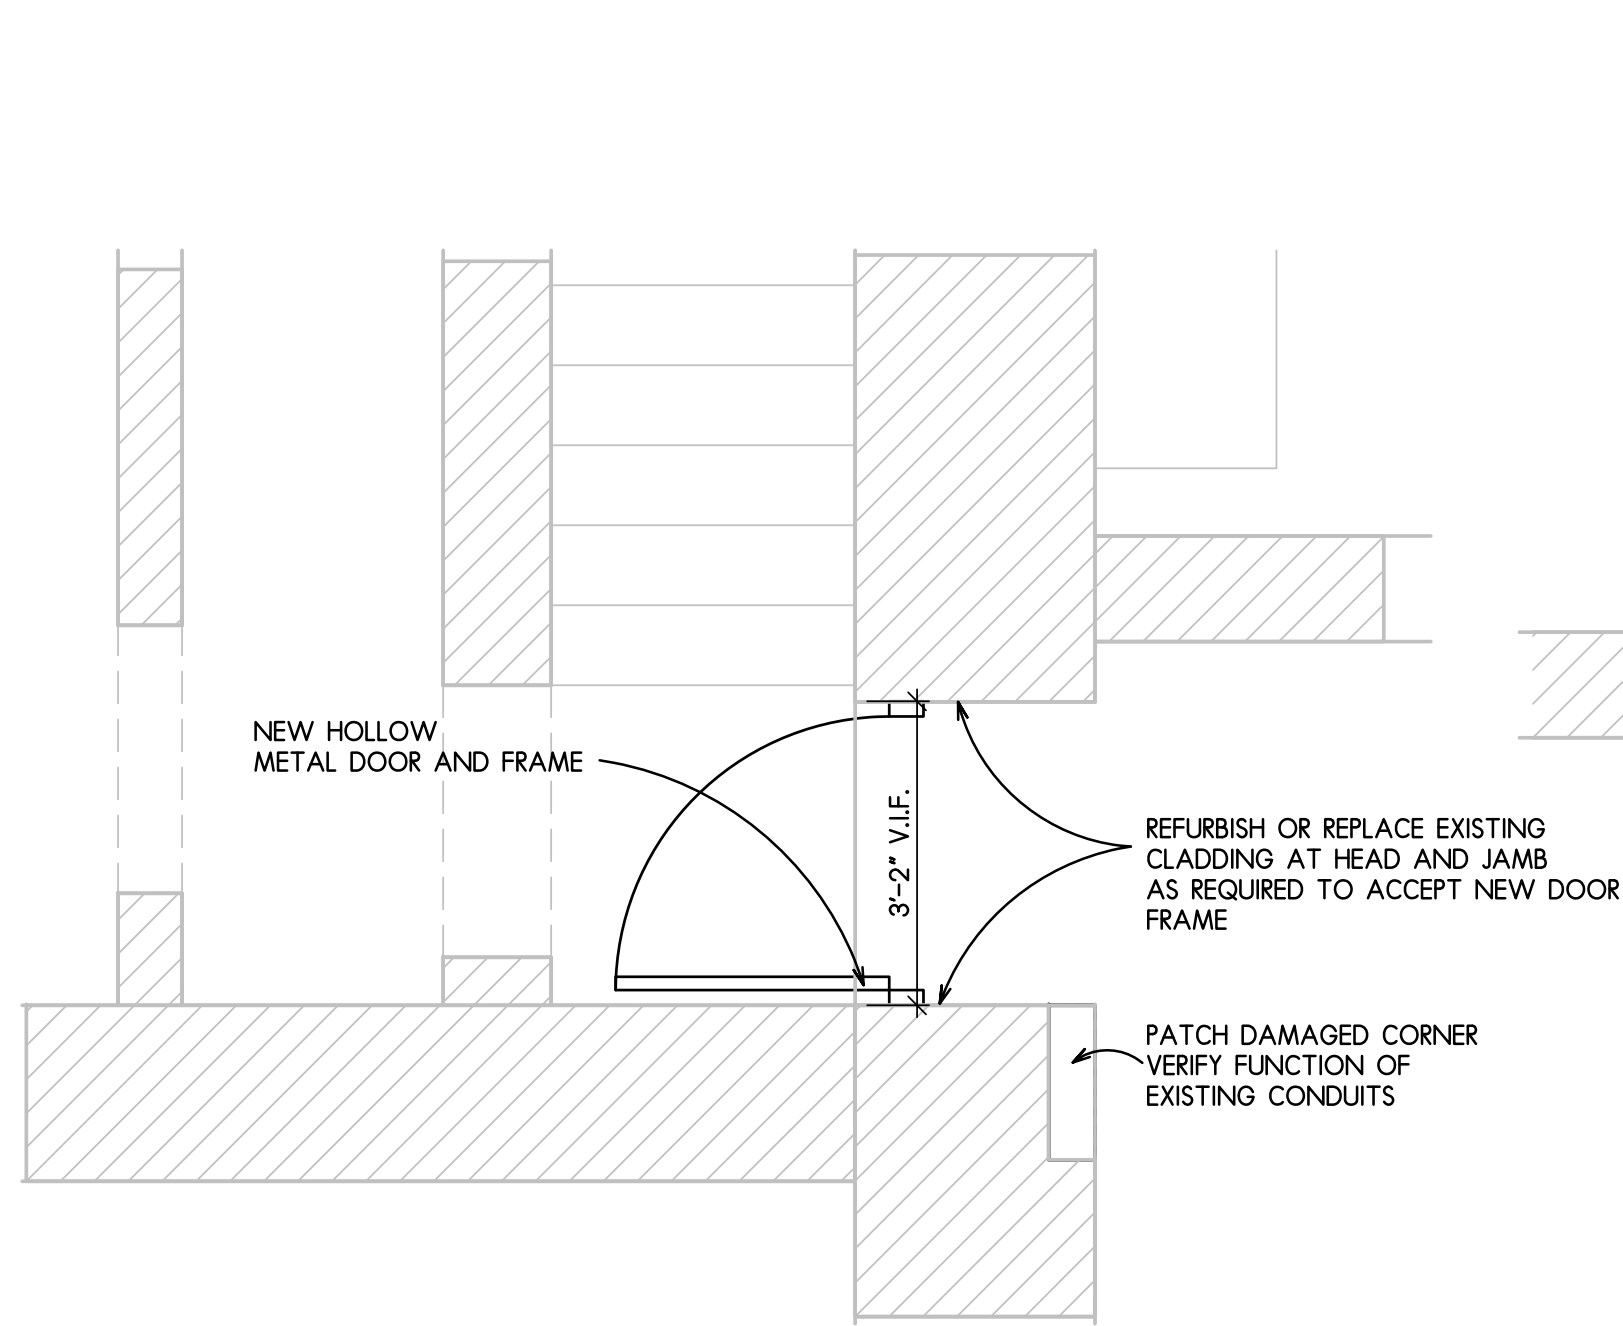 NEW HOLLOW
METAL DOOR AND FRAME
3'-2" V.I.F.
REFURBISH OR REPLACE EXISTING
CLADDING AT HEAD AND JAMB
AS REQUIRED TO ACCEPT NEW DOOR
FRAME
PATCH DAMAGED CORNER
VERIFY FUNCTION OF
EXISTING CONDUITS